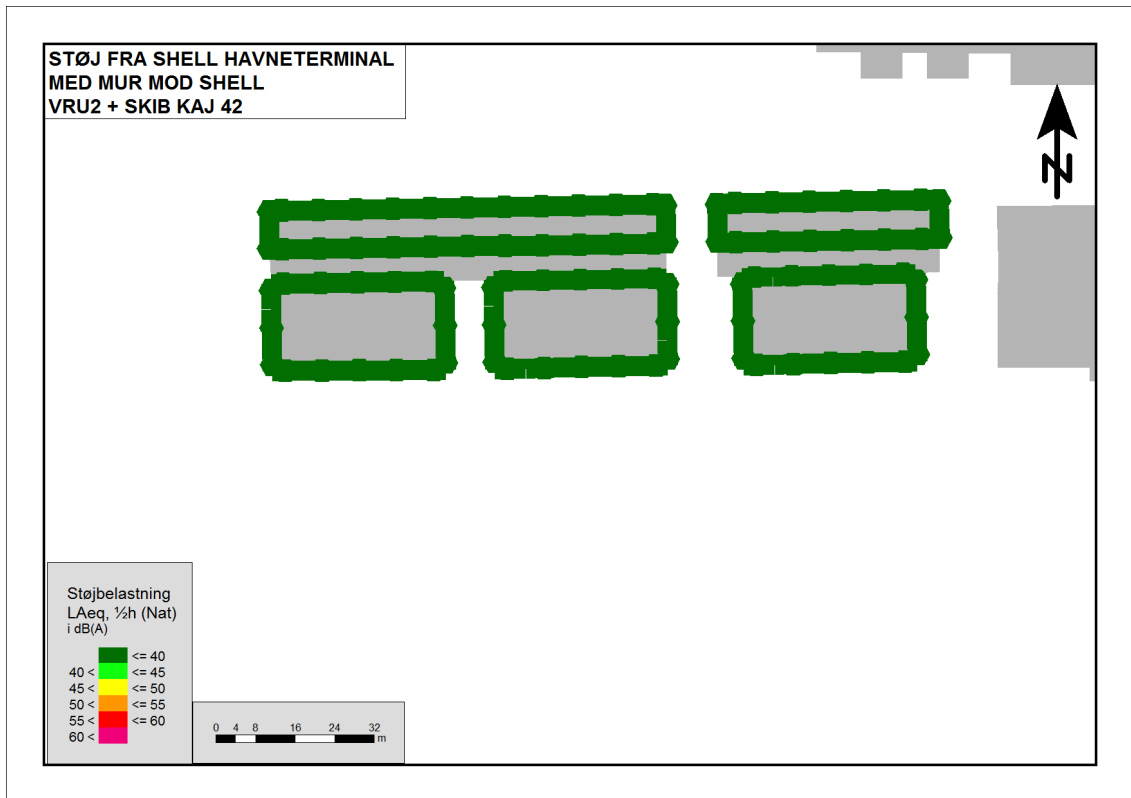 STØJ FRA SHELL HAVNETERMINAL
MED MUR MOD SHELL
VRU2 + SKIB KAJ 42
N
Støjbelastning
LAeq, ½h (Nat)
i dB(A)
<= 40
40 < <= 45
45 < <= 50
50 < <= 55
55 < <= 60
60 <
0 4 8 16 24 32
m